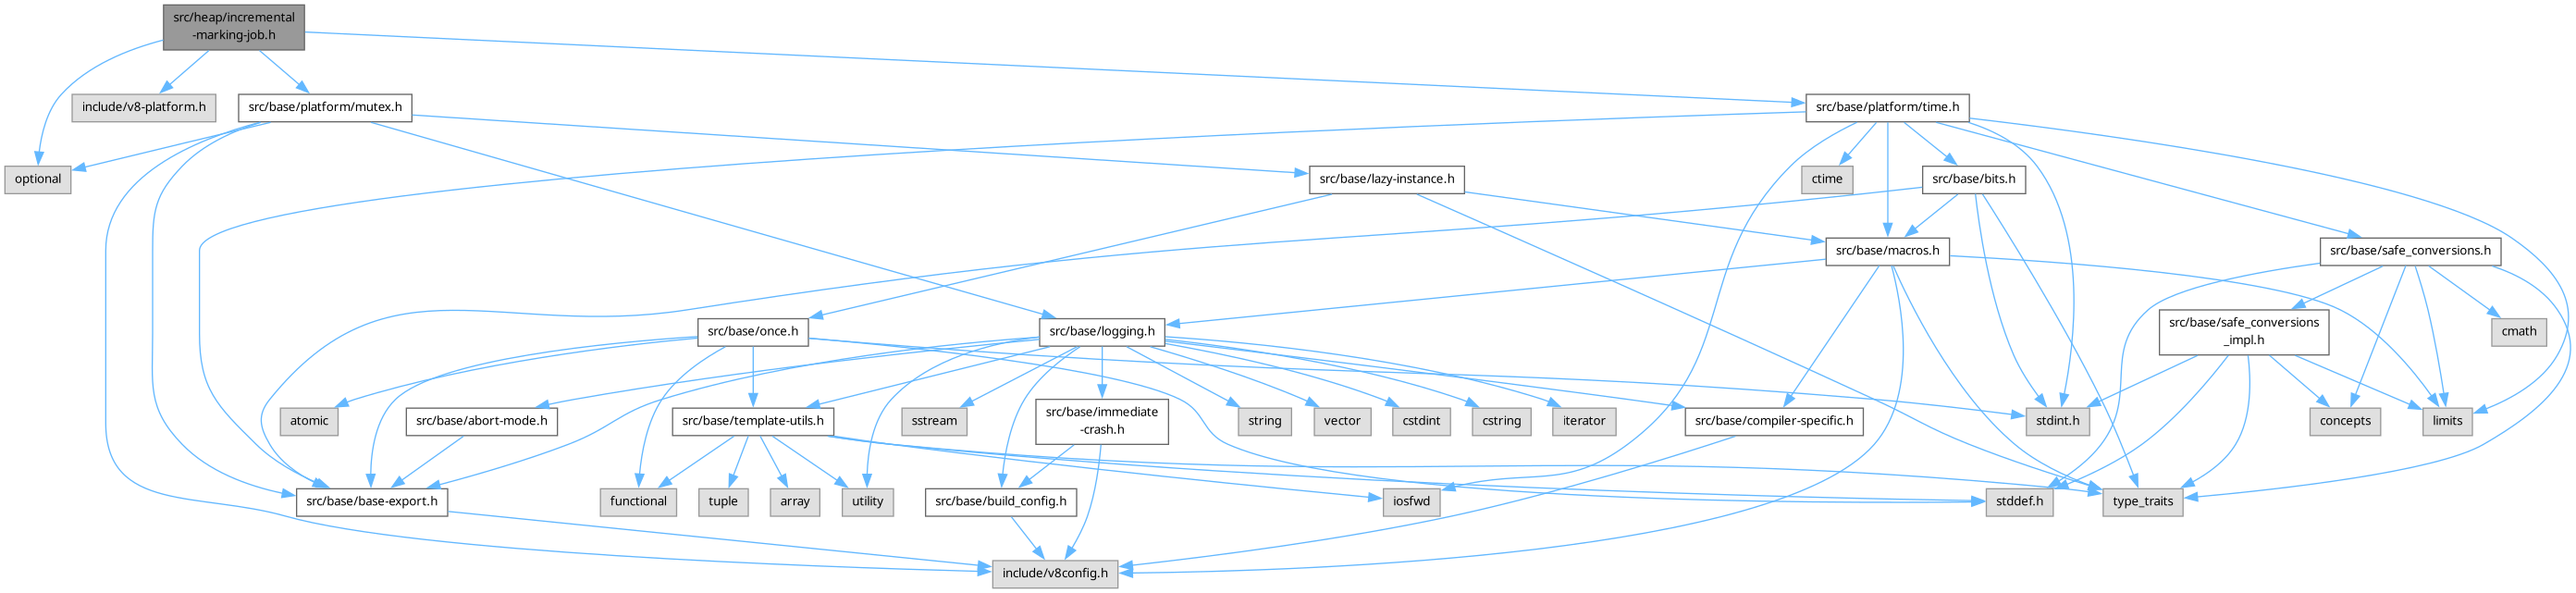 src/heap/incremental
-marking-job.h
include/v8-platform.h
src/base/platform/mutex.h
src/base/platform/time.h
optional
src/base/lazy-instance.h
ctime
src/base/bits.h
src/base/macros.h
src/base/safe_conversions.h
src/base/once.h
src/base/logging.h
src/base/safe_conversions
_impl.h
cmath
atomic
src/base/abort-mode.h
src/base/template-utils.h
sstream
src/base/immediate
-crash.h
string
vector
cstdint
cstring
iterator
src/base/compiler-specific.h
stdint.h
concepts
limits
src/base/base-export.h
functional
tuple
array
utility
src/base/build_config.h
iosfwd
stddef.h
type_traits
include/v8config.h